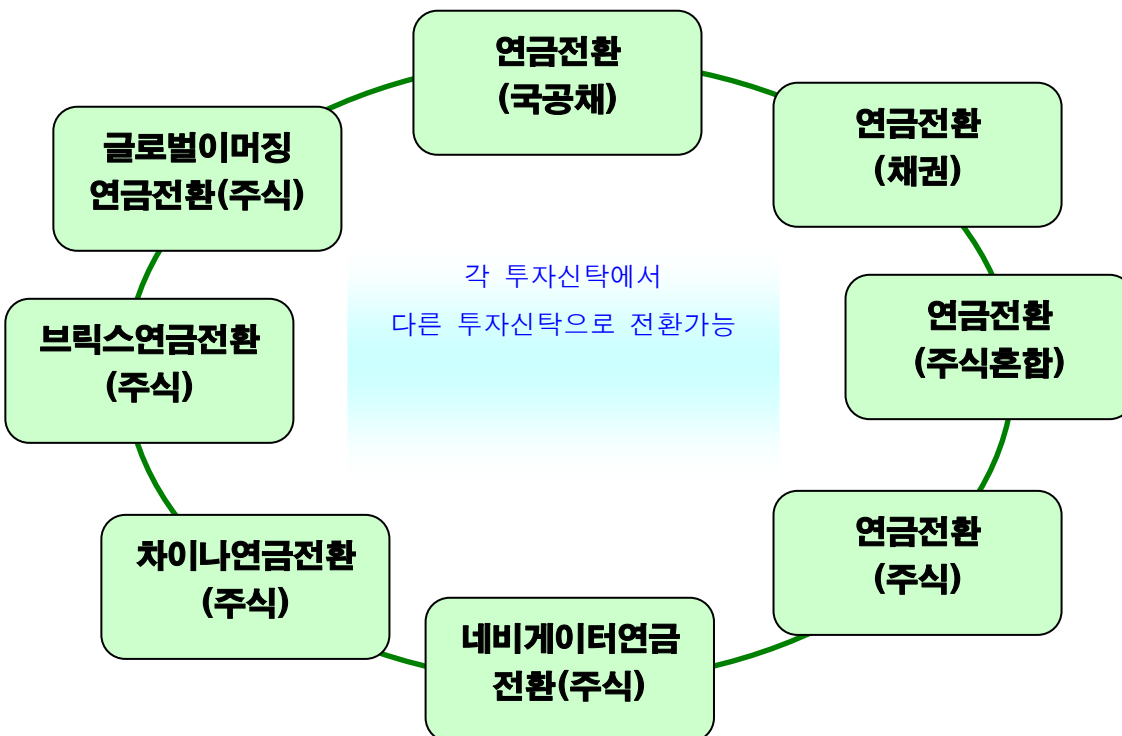 연금전환
(국공채)
연금전환
(채권)
글로벌이머징
연금전환(주식)
각 투자신탁에서
다른 투자신탁으로 전환가능
연금전환
(주식혼합)
브릭스연금전환
(주식)
연금전환
(주식)
차이나연금전환
(주식)
네비게이터연금
전환(주식)